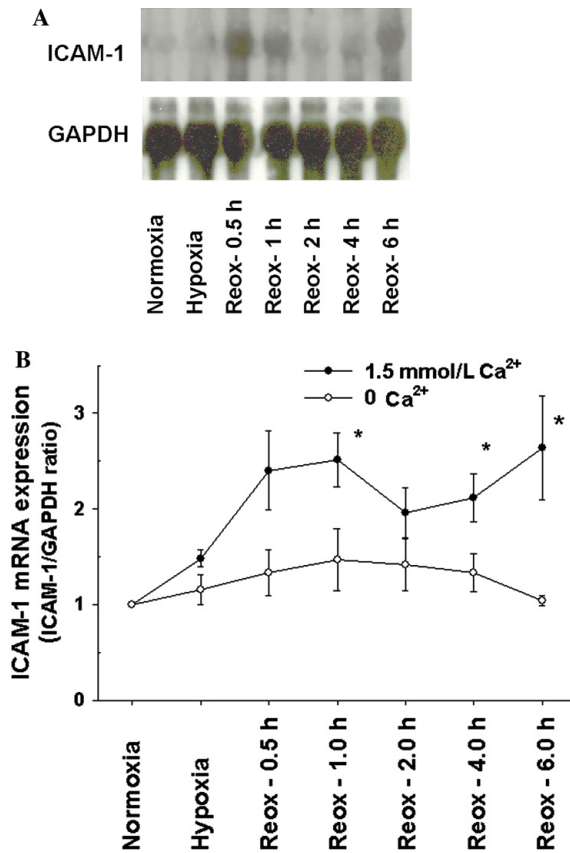 A
ICAM-1
GAPDH
Normoxia
Hypoxia
Reox- 0.5 h
Reox- 1 h
Reox- 2 h
Reox- 4 h
Reox- 6 h
B
1.5 mmol/L Ca²⁺
0 Ca²⁺
ICAM-1 mRNA expression
(ICAM-1/GAPDH ratio)
3
2
1
0
*
*
*
Normoxia
Hypoxia
Reox - 0.5 h
Reox - 1.0 h
Reox - 2.0 h
Reox - 4.0 h
Reox - 6.0 h